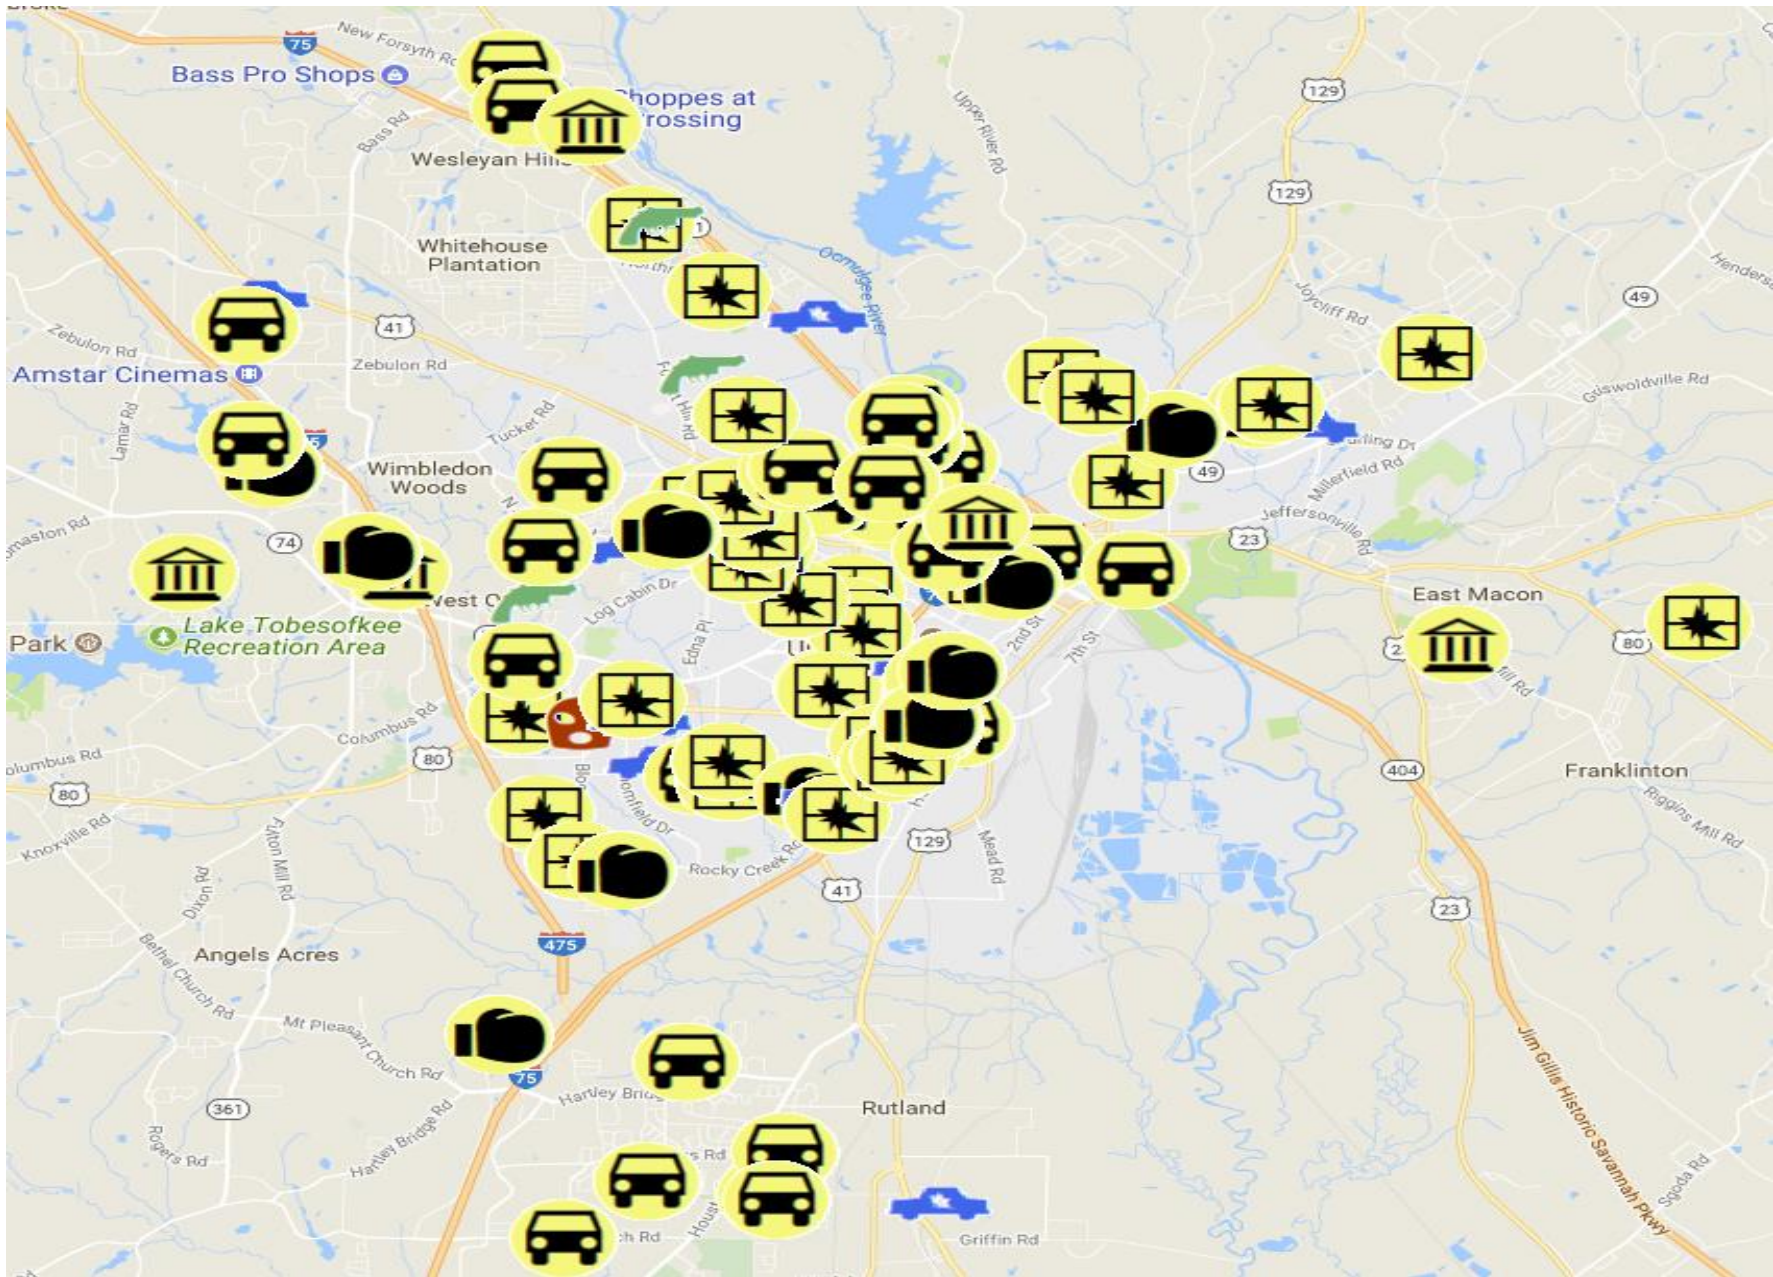 New Forsyth Rd
75
Bass Pro Shops
Shoppes at
Crossing
Bass Rd
Wesleyan Hills
Upper River Rd
129
129
Whitehouse
Plantation
Ocmulgee River
Henders
49
Joycliff Rd
41
Zebulon Rd
Zebulon Rd
Amstar Cinemas
Griswoldville Rd
Lamar Rd
Tucker Rd
Wimbledon
Woods
49
Millerfield Rd
Jeffersonville Rd
74
23
West O
Log Cabin Dr
East Macon
Lake Tobesofkee
Recreation Area
Park
Edna Pl
2nd St
7th St
80
Columbus Rd
Columbus Rd
80
80
404
Franklinton
Riggins Mill Rd
Knoxville Rd
Fulton Mill Rd
Dixon Rd
Rocky Creek Rd
129
Mead Rd
41
23
475
Angels Acres
Bethel Church Rd
Mt Pleasant Church Rd
75
Hartley Bridge Rd
361
Rogers Rd
Rutland
Jim Gillis Historic Savannah Pkwy
Sgoda Rd
Griffin Rd